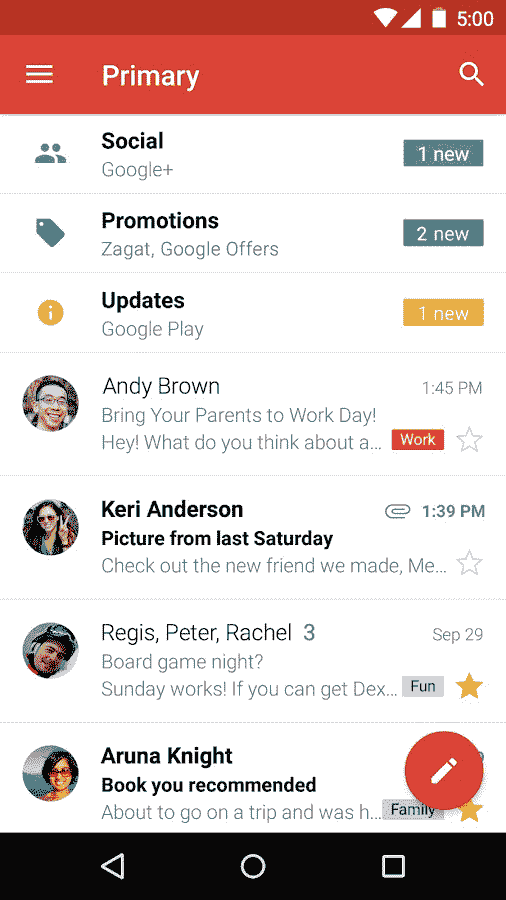 5:00
Primary
Social
Google+
1 new
Promotions
Zagat, Google Offers
2 new
Updates
Google Play
1 new
Andy Brown
1:45 PM
Bring Your Parents to Work Day!
Hey! What do you think about a...
Work
Keri Anderson
1:39 PM
Picture from last Saturday
Check out the new friend we made, Me...
Regis, Peter, Rachel 3
Sep 29
Board game night?
Sunday works! If you can get Dex...
Fun
Aruna Knight
Book you recommended
About to go on a trip and was h...
Family